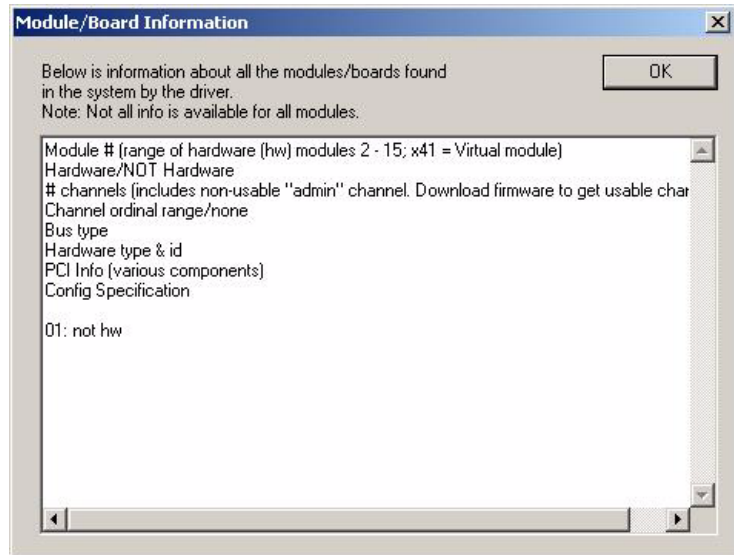 Module/Board Information
Below is information about all the modules/boards found
in the system by the driver.
Note: Not all info is available for all modules.
OK
Module # (range of hardware (hw) modules 2 - 15; x41 = Virtual module)
Hardware/NOT Hardware
# channels (includes non-usable "admin" channel. Download firmware to get usable char
Channel ordinal range/none
Bus type
Hardware type & id
PCI Info (various components)
Config Specification
01: not hw